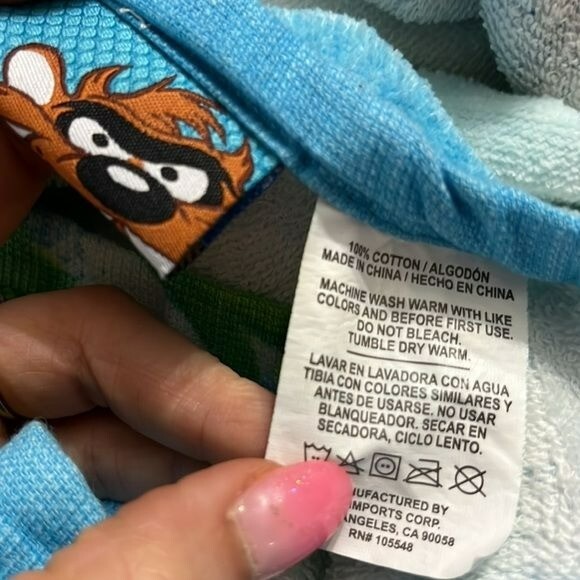 100% COTTON / ALGODÓN
MADE IN CHINA / HECHO EN CHINA
MACHINE WASH WARM WITH LIKE
COLORS AND BEFORE FIRST USE.
DO NOT BLEACH.
TUMBLE DRY WARM.
LAVAR EN LAVADORA CON AGUA
TIBIA CON COLORES SIMILARES Y
ANTES DE USARSE. NO USAR
BLANQUEADOR. SECAR EN
SECADORA, CICLO LENTO.
UFACTURED BY
IMPORTS CORP.
ANGELES, CA 90058
RN# 105548